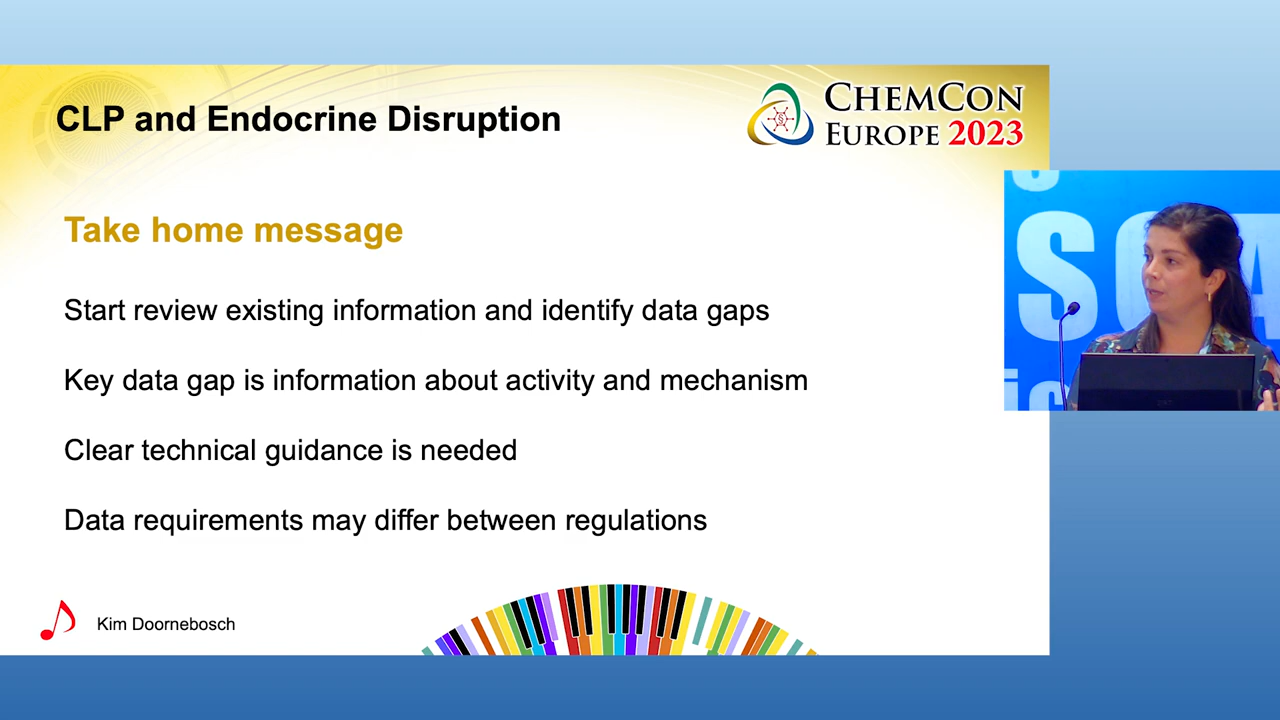 CLP and Endocrine Disruption
CHEMCON
EUROPE 2023
Take home message
Start review existing information and identify data gaps
Key data gap is information about activity and mechanism
Clear technical guidance is needed
Data requirements may differ between regulations
Kim Doornebosch